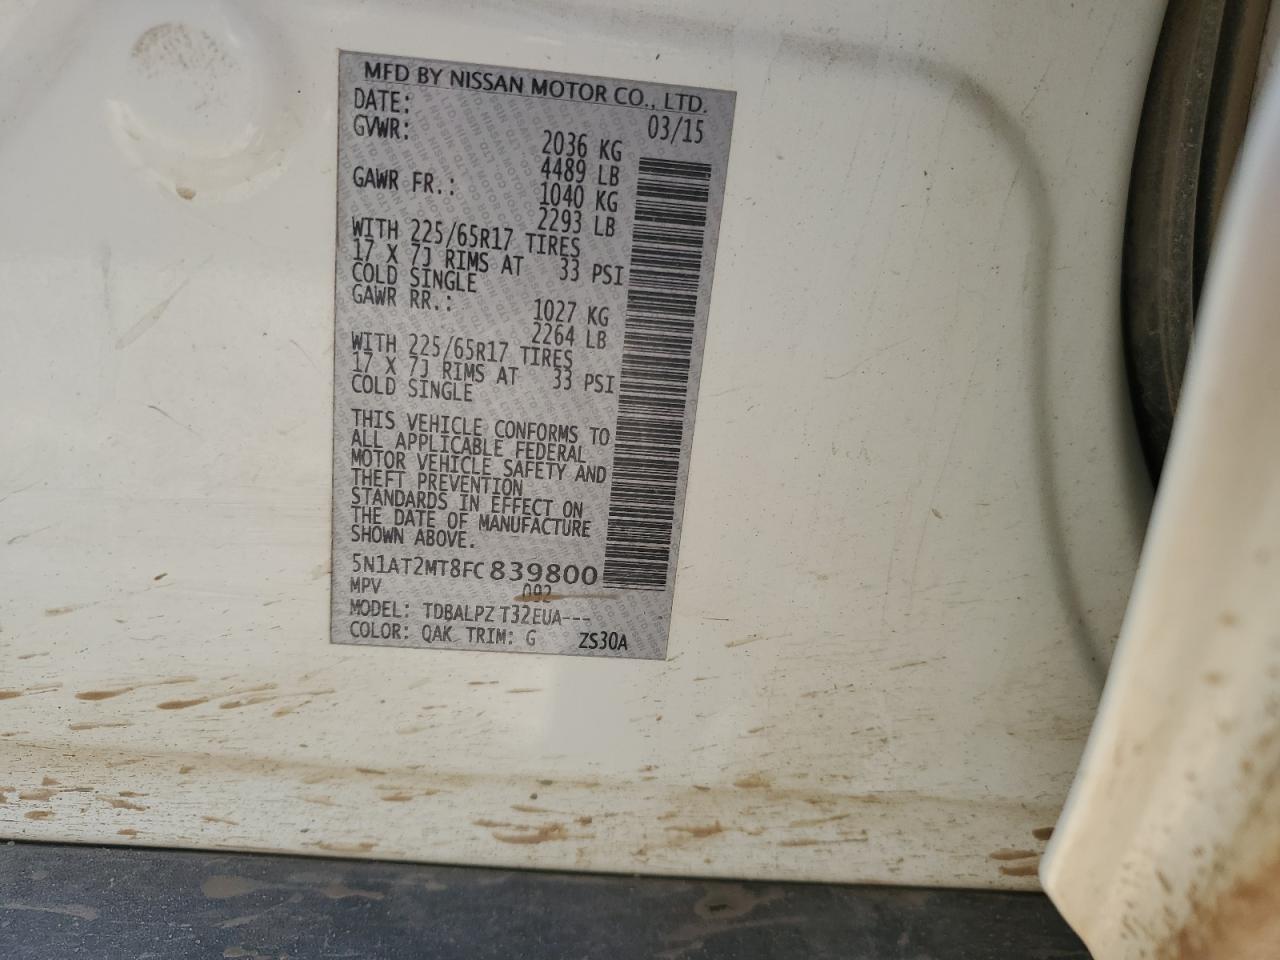 MFD BY NISSAN MOTOR CO., LTD.
DATE: 03/15
GVWR: 2036 KG
4489 LB
GAWR FR.: 1040 KG
2293 LB
WITH 225/65R17 TIRES
17 X 7J RIMS AT 33 PSI
COLD SINGLE
GAWR RR.: 1027 KG
2264 LB
WITH 225/65R17 TIRES
17 X 7J RIMS AT 33 PSI
COLD SINGLE
THIS VEHICLE CONFORMS TO
ALL APPLICABLE FEDERAL
MOTOR VEHICLE SAFETY AND
THEFT PREVENTION
STANDARDS IN EFFECT ON
THE DATE OF MANUFACTURE
SHOWN ABOVE.
5N1AT2MT8FC839800
MPV 092
MODEL: TDBALPZ T32EUA---
COLOR: QAK TRIM: G ZS30A